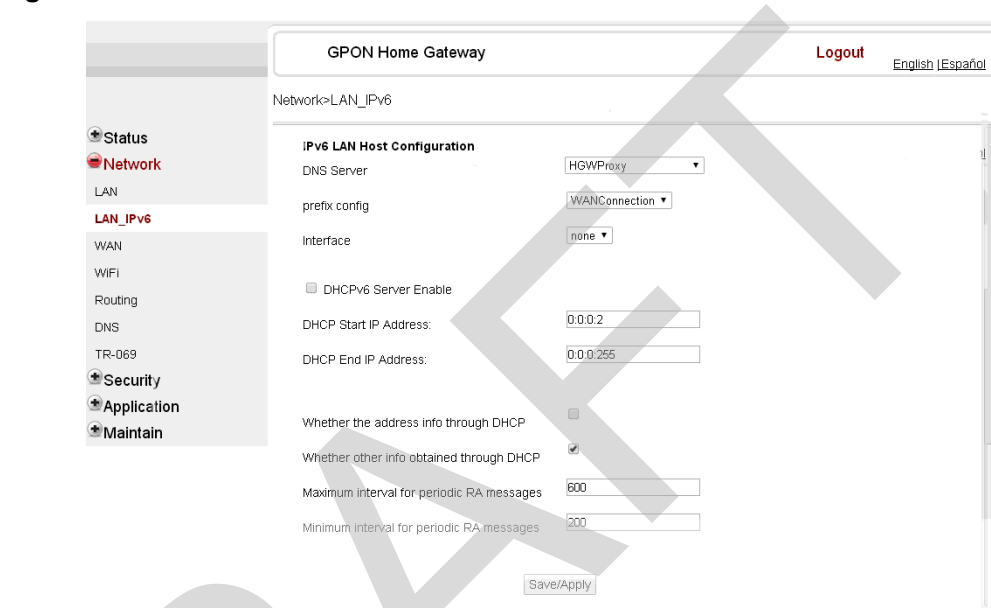 GPON Home Gateway
Logout
English | Español
Network>LAN_IPv6
Status
Network
LAN
LAN_IPv6
WAN
WiFi
Routing
DNS
TR-069
Security
Application
Maintain
IPv6 LAN Host Configuration
DNS Server HGWProxy
prefix config WANConnection
Interface none
DHCPv6 Server Enable
DHCP Start IP Address: 0:0:0:2
DHCP End IP Address: 0:0:0:255
Whether the address info through DHCP
Whether other info obtained through DHCP
Maximum interval for periodic RA messages 600
Minimum interval for periodic RA messages 200
Save/Apply